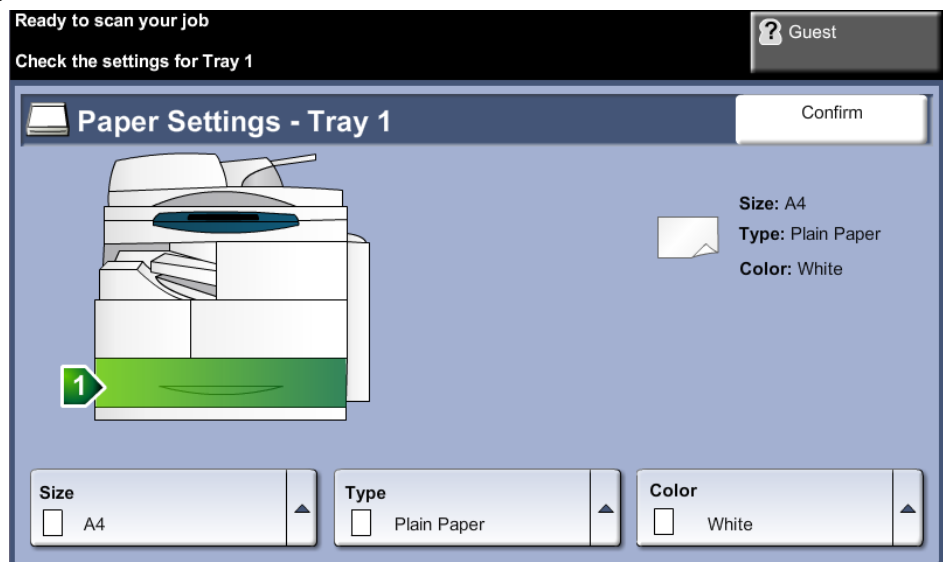 Ready to scan your job
Guest
Check the settings for Tray 1
Paper Settings - Tray 1
Confirm
Size: A4
Type: Plain Paper
Color: White
1
Size
A4
Type
Plain Paper
Color
White